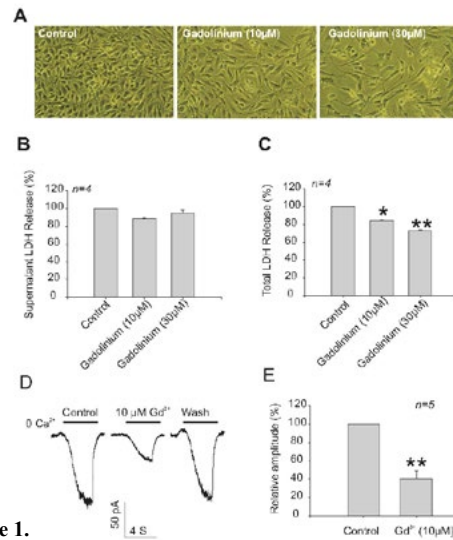 A
Control
Gadolinium (10µM)
Gadolinium (30µM)
B
n=4
Supernatant LDH Release (%)
120
100
80
60
40
20
0
Control
Gadolinium (10µM)
Gadolinium (30µM)
C
n=4
Total LDH Release (%)
120
100
80
60
40
20
0
*
**
Control
Gadolinium (10µM)
Gadolinium (30µM)
D
Control
10 µM Gd³⁺
Wash
0 Ca²⁺
50 pA
4 S
E
n=5
Relative amplitude (%)
120
100
80
60
40
20
0
**
Control
Gd³⁺ (10µM)
e 1.